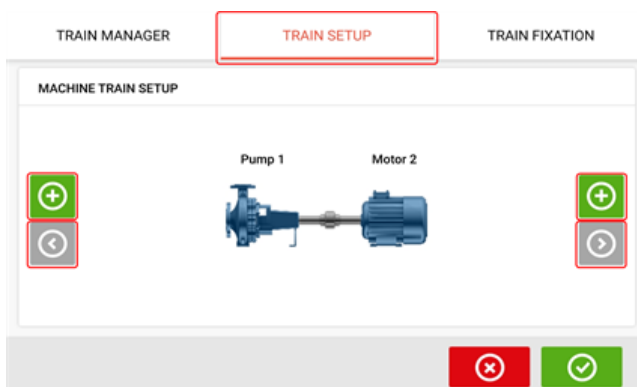 TRAIN MANAGER
TRAIN SETUP
TRAIN FIXATION
MACHINE TRAIN SETUP
Pump 1
Motor 2